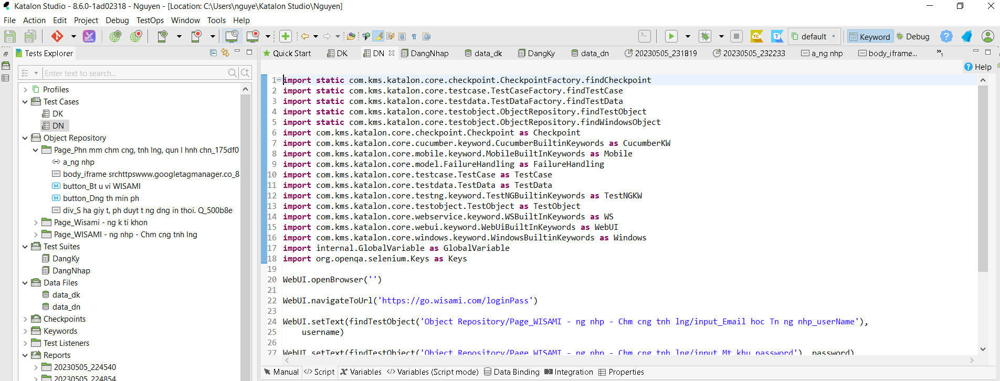 Katalon Studio - 8.6.0-1ad02318 - Nguyen - [Location: C:\Users\nguye\Katalon Studio\Nguyen]
File Action Edit Project Debug TestOps Window Tools Help
default Keyword Debug
Tests Explorer
Quick Start DK DN DangNhap data_dk DangKy data_dn 20230505_231819 20230505_232233 a_ng nhp body_iframe... »1
Help
Enter text to search...
Profiles
Test Cases
DK
DN
Object Repository
Page_Phn mm chm cng, tnh lng, qun l hnh chn_175df0
a_ng nhp
body_iframe srchttpswww.googletagmanager.co_8
button_Bt u vi WISAMI
button_Dng th min ph
div_S ha giy t, ph duyt t ng dng in thoi. Q_500b8e
Page_Wisami - ng k ti khon
Page_WISAMI - ng nhp - Chm cng tnh lng
Test Suites
DangKy
DangNhap
Data Files
data_dk
data_dn
Checkpoints
Keywords
Test Listeners
Reports
20230505_224540
20230505_224854
1 import static com.kms.katalon.core.checkpoint.CheckpointFactory.findCheckpoint
2 import static com.kms.katalon.core.testcase.TestCaseFactory.findTestCase
3 import static com.kms.katalon.core.testdata.TestDataFactory.findTestData
4 import static com.kms.katalon.core.testobject.ObjectRepository.findTestObject
5 import static com.kms.katalon.core.testobject.ObjectRepository.findWindowsObject
6 import com.kms.katalon.core.checkpoint.Checkpoint as Checkpoint
7 import com.kms.katalon.core.cucumber.keyword.CucumberBuiltinKeywords as CucumberKW
8 import com.kms.katalon.core.mobile.keyword.MobileBuiltInKeywords as Mobile
9 import com.kms.katalon.core.model.FailureHandling as FailureHandling
10 import com.kms.katalon.core.testcase.TestCase as TestCase
11 import com.kms.katalon.core.testdata.TestData as TestData
12 import com.kms.katalon.core.testng.keyword.TestNGBuiltinKeywords as TestNGKW
13 import com.kms.katalon.core.testobject.TestObject as TestObject
14 import com.kms.katalon.core.webservice.keyword.WSBuiltInKeywords as WS
15 import com.kms.katalon.core.webui.keyword.WebUiBuiltInKeywords as WebUI
16 import com.kms.katalon.core.windows.keyword.WindowsBuiltinKeywords as Windows
17 import internal.GlobalVariable as GlobalVariable
18 import org.openqa.selenium.Keys as Keys
19
20 WebUI.openBrowser('')
21
22 WebUI.navigateToUrl('https://go.wisami.com/loginPass')
23
24 WebUI.setText(findTestObject('Object Repository/Page_WISAMI - ng nhp - Chm cng tnh lng/input_Email hoc Tn ng nhp_userName'),
25 username)
26
27 WebUI.setText(findTestObject('Object Repository/Page_WISAMI - ng nhp - Chm cng tnh lng/input_Mt khu_password'), password)
Manual Script Variables Variables (Script mode) Data Binding Integration Properties